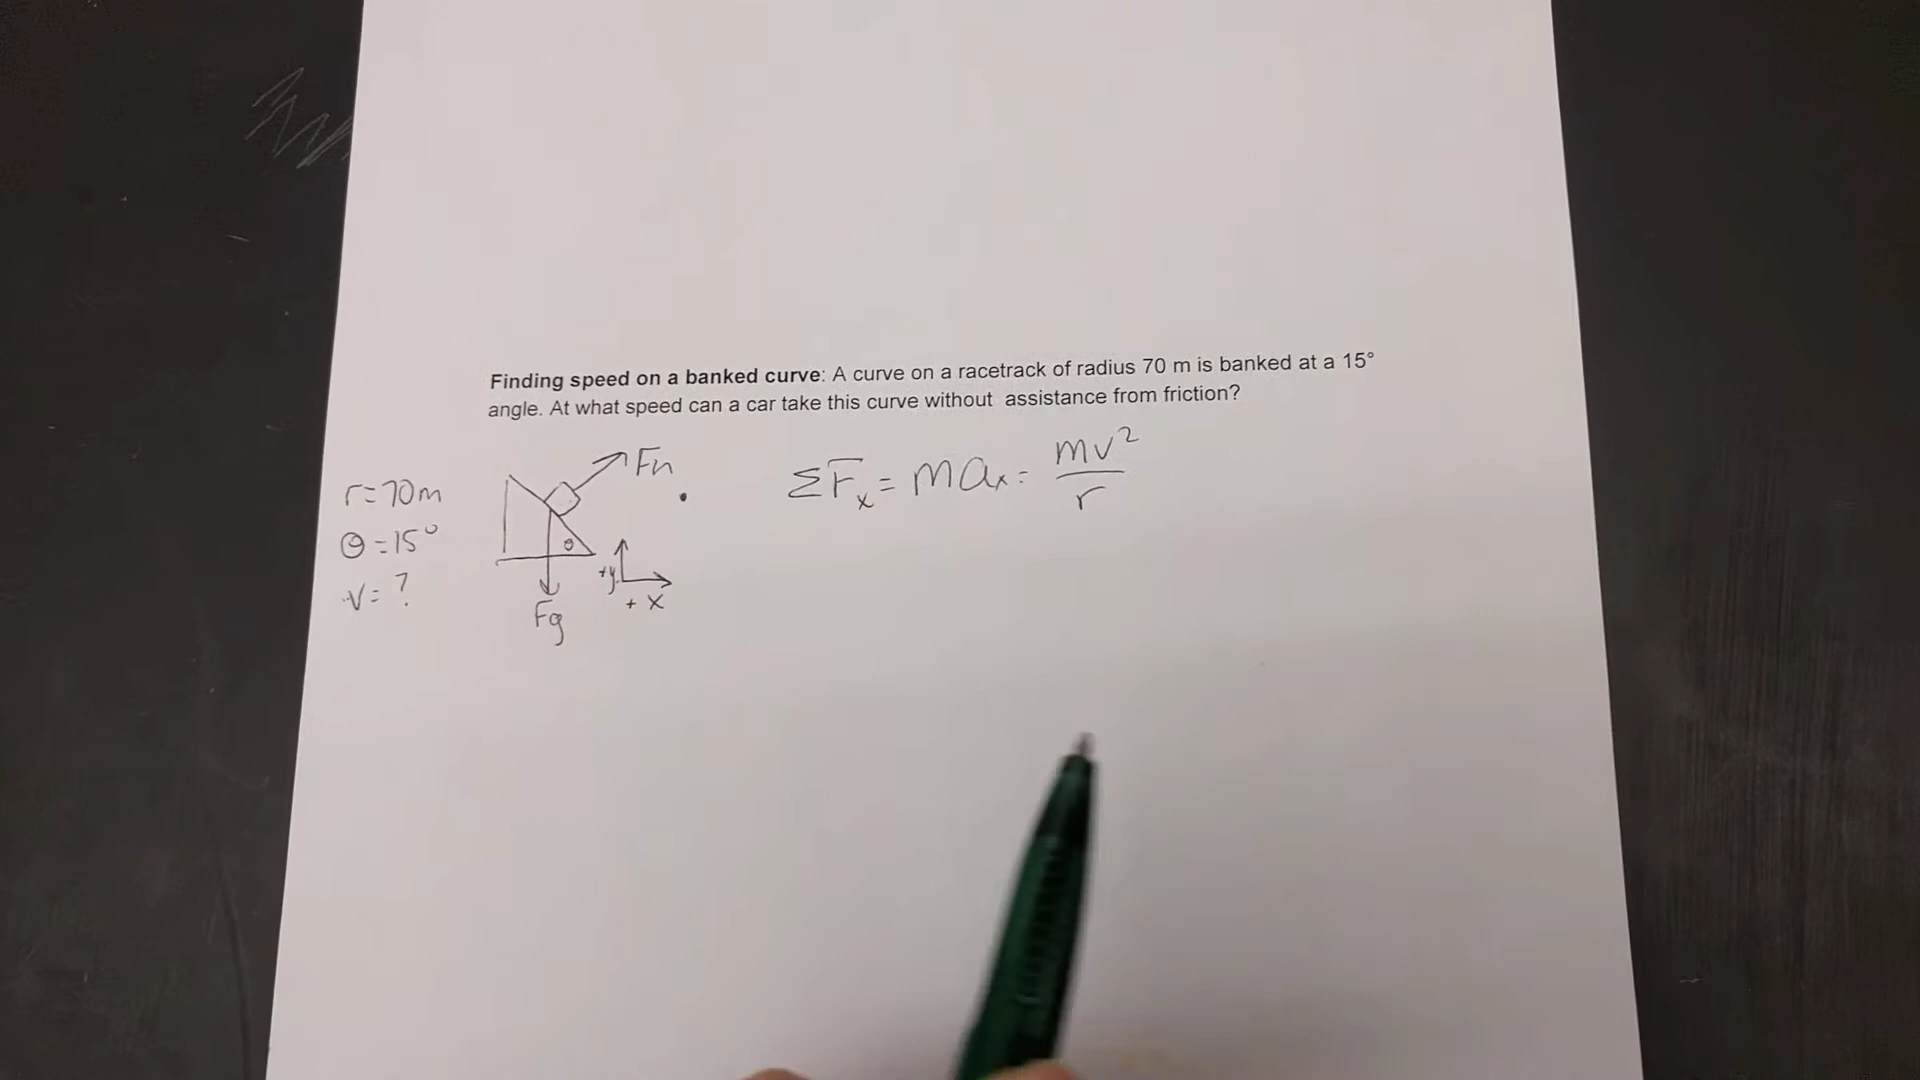 Finding speed on a banked curve: A curve on a racetrack of radius 70 m is banked at a 15°
angle. At what speed can a car take this curve without assistance from friction?
r=70m
θ=15°
v=?
Fn
θ
Fg
+y
+x
ΣFx = max = mv²/r